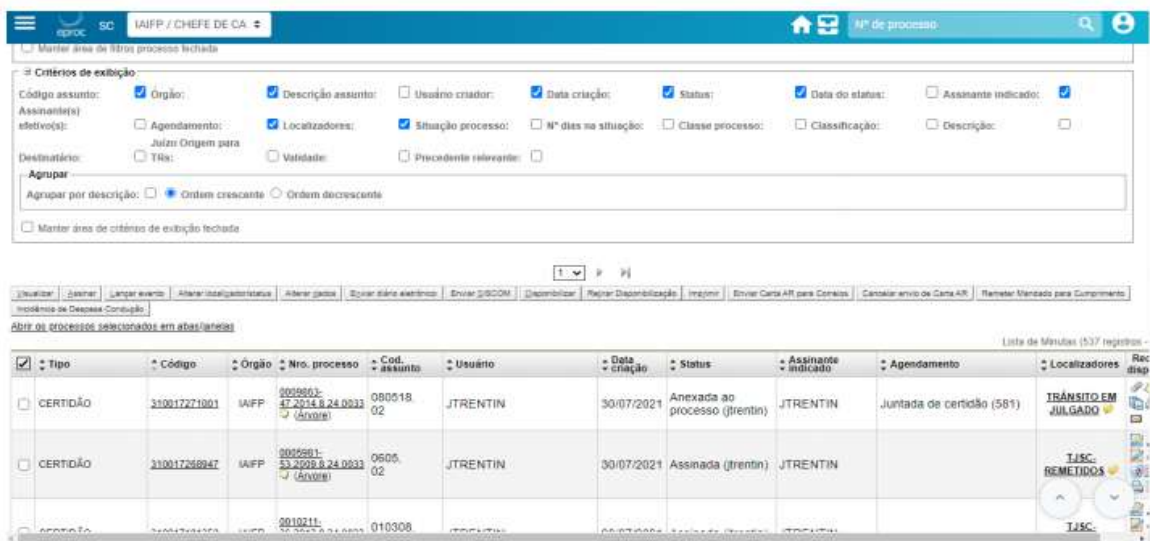 eproc SC IAIFP / CHEFE DE CA Nº de processo
Manter área de filtros processo fechada
Critérios de exibição
Código assunto: Órgão: Descrição assunto: Usuário criador: Data criação: Status: Data do status: Assinante indicado:
Assinante(s)
efetivo(s): Agendamento: Localizadores: Situação processo: Nº dias na situação: Classe processo: Classificação: Descrição:
Juízo Origem para
Destinatário: TRs: Validade: Precedente relevante:
Agrupar
Agrupar por descrição: Ordem crescente Ordem decrescente
Manter área de critérios de exibição fechada
1
Visualizar Assinar Lançar evento Alterar localizador/status Alterar dados Enviar diário eletrônico Enviar SISCOM Disponibilizar Rejeitar Disponibilização Imprimir Enviar Carta AR para Correios Cancelar envio de Carta AR Remeter Mandado para Cumprimento
Incidência de Despesa Condução
Abrir os processos selecionados em abas/janelas
Lista de Minutas (537 registros -
Tipo Código Órgão Nro. processo Cod. assunto Usuário Data criação Status Assinante indicado Agendamento Localizadores Rec disp
CERTIDÃO 310017271001 IAIFP 47.2014.8.24.0033 (Árvore) 080518. 02 JTRENTIN 30/07/2021 Anexada ao processo (jtrentin) JTRENTIN Juntada de certidão (581) TRÂNSITO EM JULGADO
CERTIDÃO 310017268947 IAIFP 53.2009.8.24.0033 (Árvore) 0605. 02 JTRENTIN 30/07/2021 Assinada (jtrentin) JTRENTIN TJSC- REMETIDOS
0010211- 010308. TJSC-